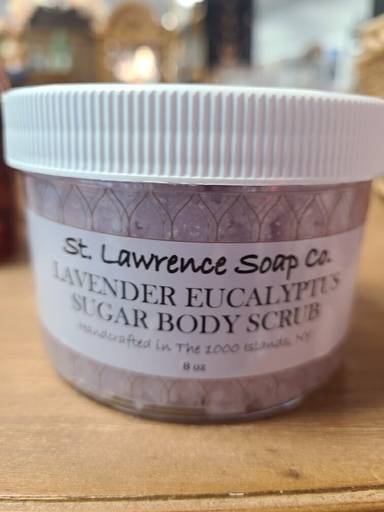 St. Lawrence Soap Co.
LAVENDER EUCALYPTUS
SUGAR BODY SCRUB
Handcrafted in The 1000 Islands, NY
8 oz